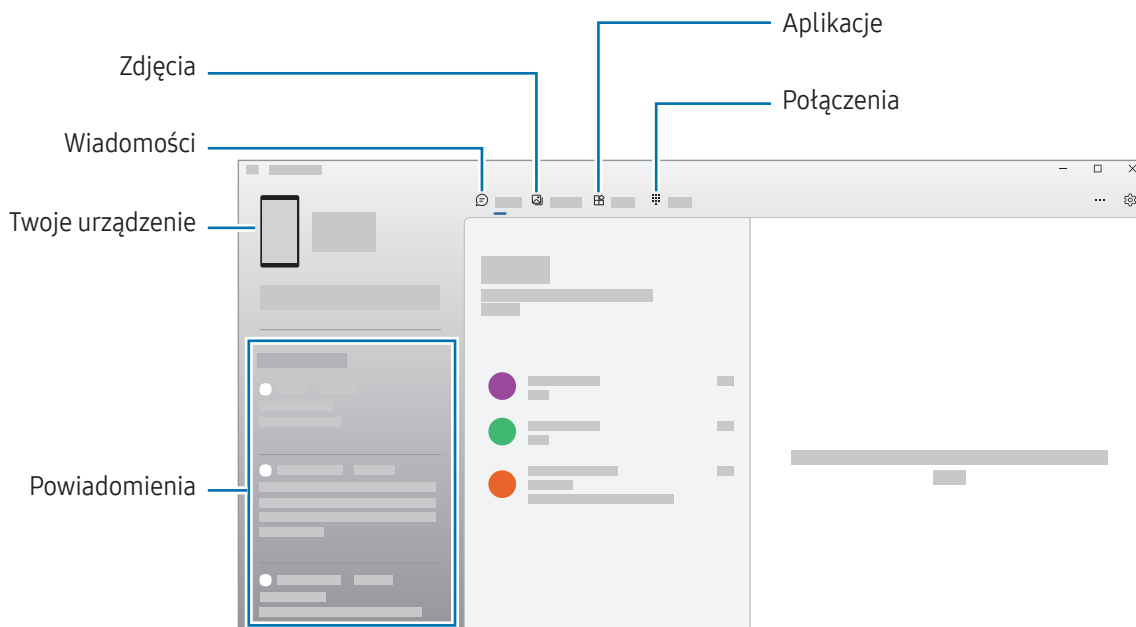 Aplikacje
Zdjęcia
Połączenia
Wiadomości
Twoje urządzenie
Powiadomienia